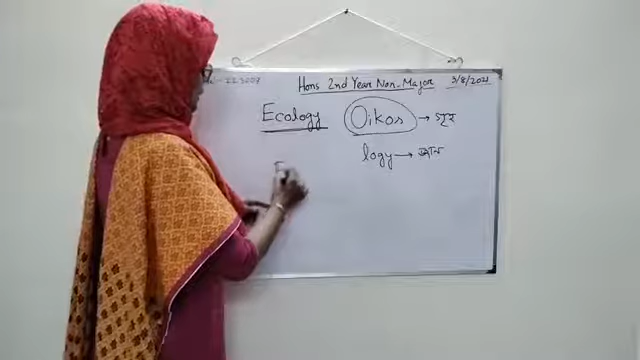 Hons 2nd Year Non-Major 3/8/2021
Ecology Oikos → গৃহ
logy → জ্ঞান